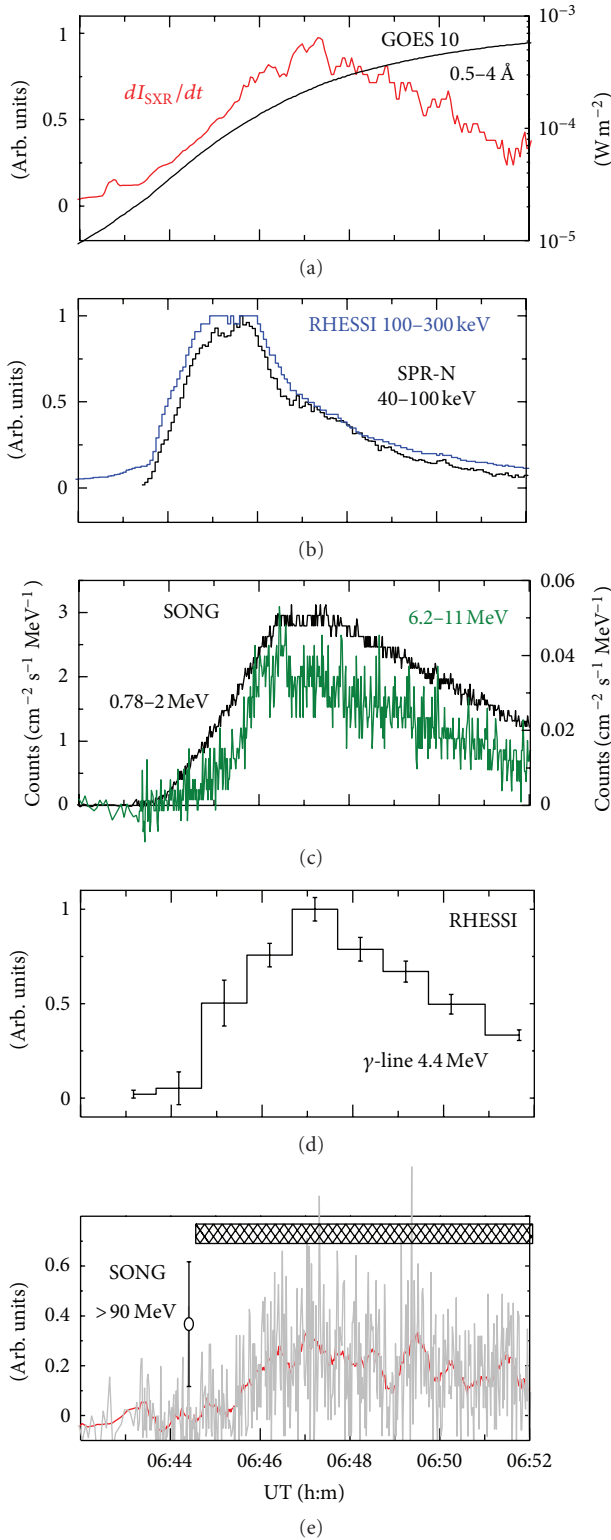 10⁻³
1
GOES 10
0.5–4 Å
dI_SXR/dt
(Arb. units)
0.5
10⁻⁴
(W m⁻²)
0
10⁻⁵
(a)
1
RHESSI 100–300 keV
0.75
SPR-N
40–100 keV
(Arb. units)
0.5
0.25
0
(b)
0.06
3
SONG
6.2–11 MeV
0.04
2
0.78–2 MeV
Counts (cm⁻² s⁻¹ MeV⁻¹)
Counts (cm⁻² s⁻¹ MeV⁻¹)
0.02
1
0
0
(c)
1
RHESSI
(Arb. units)
0.5
γ-line 4.4 MeV
0
(d)
0.6
SONG
>90 MeV
(Arb. units)
0.4
0.2
0
06:44 06:46 06:48 06:50 06:52
UT (h:m)
(e)